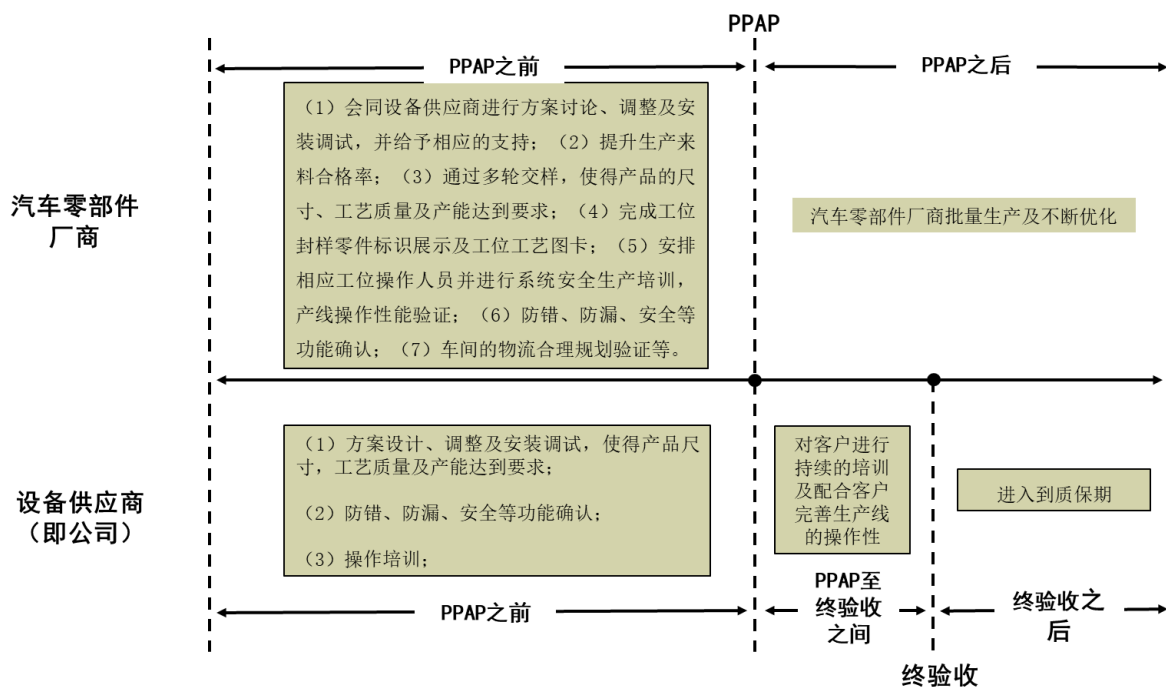 PPAP
PPAP之前
PPAP之后
汽车零部件
厂商
（1）会同设备供应商进行方案讨论、调整及安
装调试，并给予相应的支持；（2）提升生产来
料合格率；（3）通过多轮交样，使得产品的尺
寸、工艺质量及产能达到要求；（4）完成工位
封样零件标识展示及工位工艺图卡；（5）安排
相应工位操作人员并进行系统安全生产培训，
产线操作性能验证；（6）防错、防漏、安全等
功能确认；（7）车间的物流合理规划验证等。
汽车零部件厂商批量生产及不断优化
设备供应商
（即公司）
（1）方案设计、调整及安装调试，使得产品尺
寸，工艺质量及产能达到要求；
（2）防错、防漏、安全等功能确认；
（3）操作培训；
对客户进行
持续的培训
及配合客户
完善生产线
的操作性
进入到质保期
PPAP之前
PPAP至
终验收
之间
终验收之
后
终验收